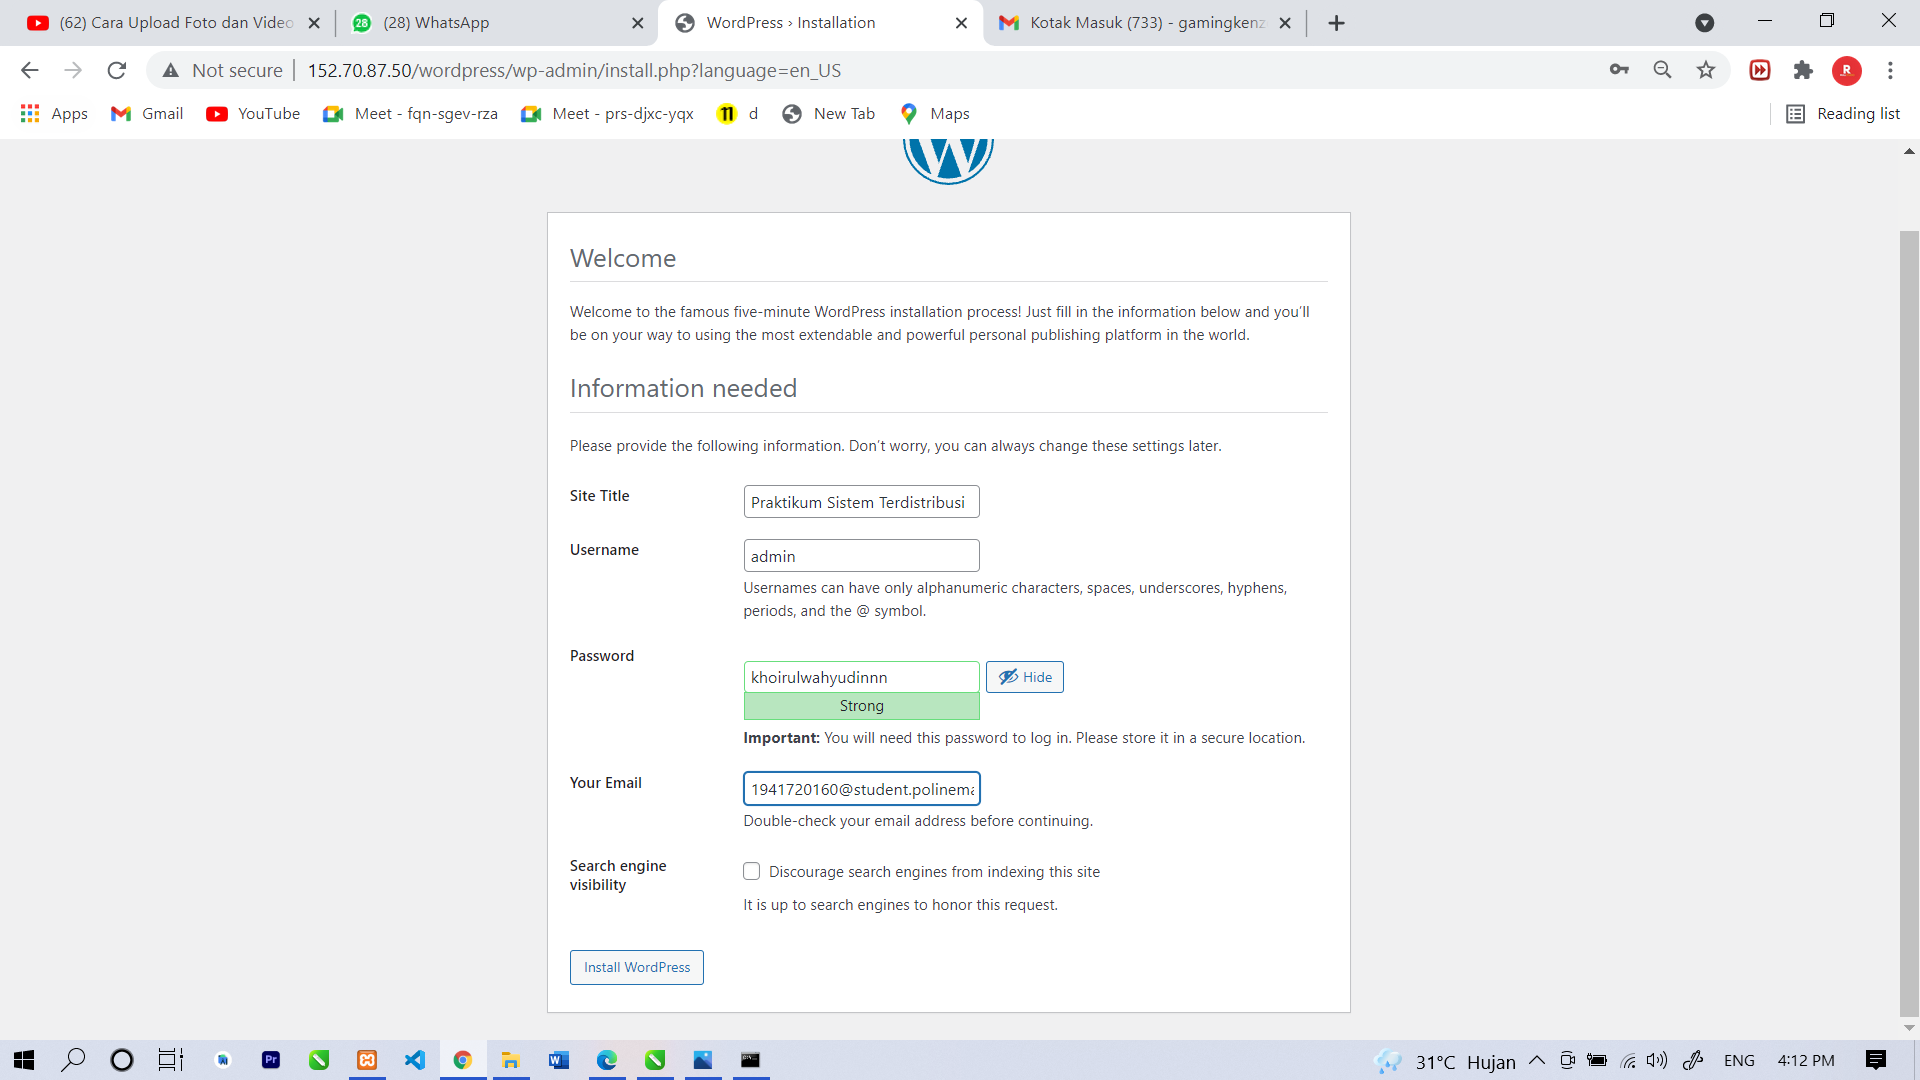 (62) Cara Upload Foto dan Video
28
(28) WhatsApp
WordPress › Installation
Kotak Masuk (733) - gamingkenz
Not secure
152.70.87.50/wordpress/wp-admin/install.php?language=en_US
R
Apps
Gmail
YouTube
Meet - fqn-sgev-rza
Meet - prs-djxc-yqx
d
New Tab
Maps
Reading list
Welcome
Welcome to the famous five-minute WordPress installation process! Just fill in the information below and you’ll
be on your way to using the most extendable and powerful personal publishing platform in the world.
Information needed
Please provide the following information. Don’t worry, you can always change these settings later.
Site Title
Praktikum Sistem Terdistribusi
Username
admin
Usernames can have only alphanumeric characters, spaces, underscores, hyphens,
periods, and the @ symbol.
Password
khoirulwahyudinnn
Hide
Strong
Important: You will need this password to log in. Please store it in a secure location.
Your Email
1941720160@student.polinema
Double-check your email address before continuing.
Search engine
visibility
Discourage search engines from indexing this site
It is up to search engines to honor this request.
Install WordPress
Pr
31°C Hujan
ENG
4:12 PM